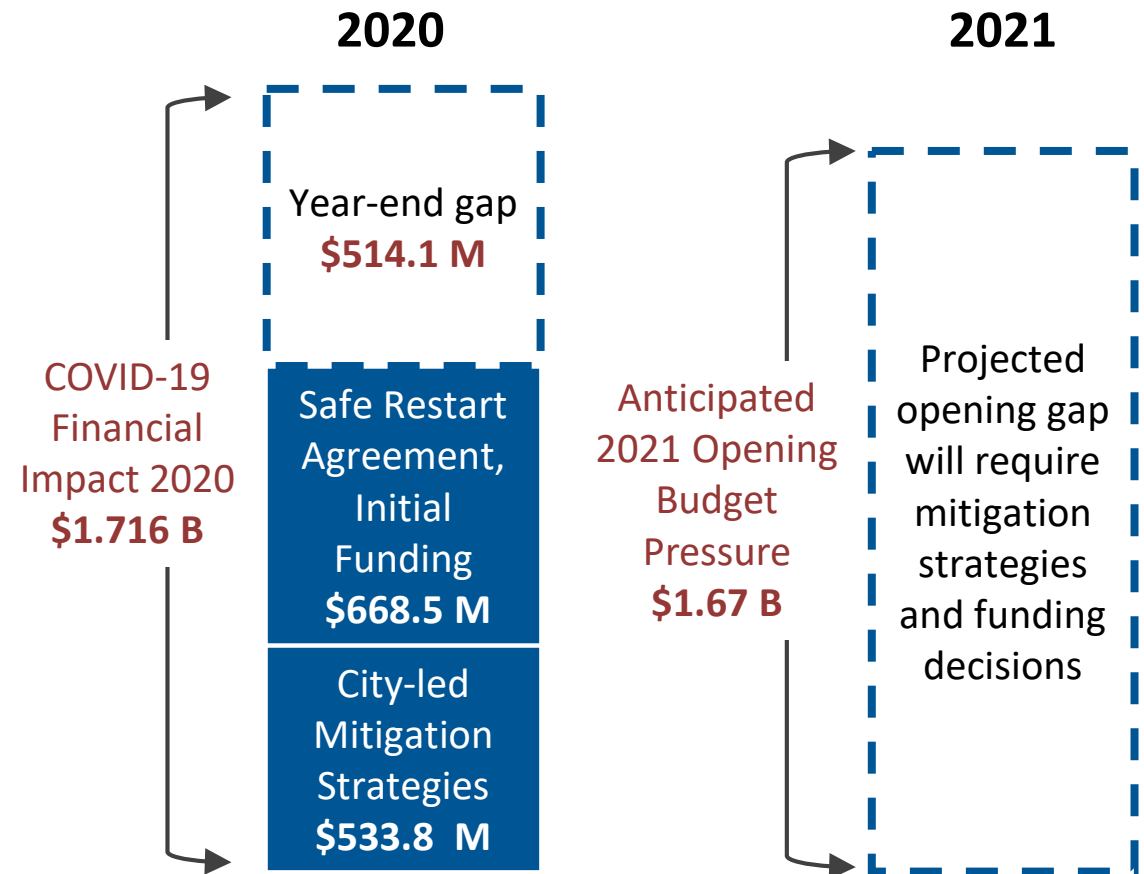 2020
2021
Year-end gap
$514.1 M
COVID-19
Financial
Impact 2020
$1.716 B
Safe Restart
Agreement,
Initial
Funding
$668.5 M
City-led
Mitigation
Strategies
$533.8  M
Anticipated
2021 Opening
Budget
Pressure
$1.67 B
Projected
opening gap
will require
mitigation
strategies
and funding
decisions